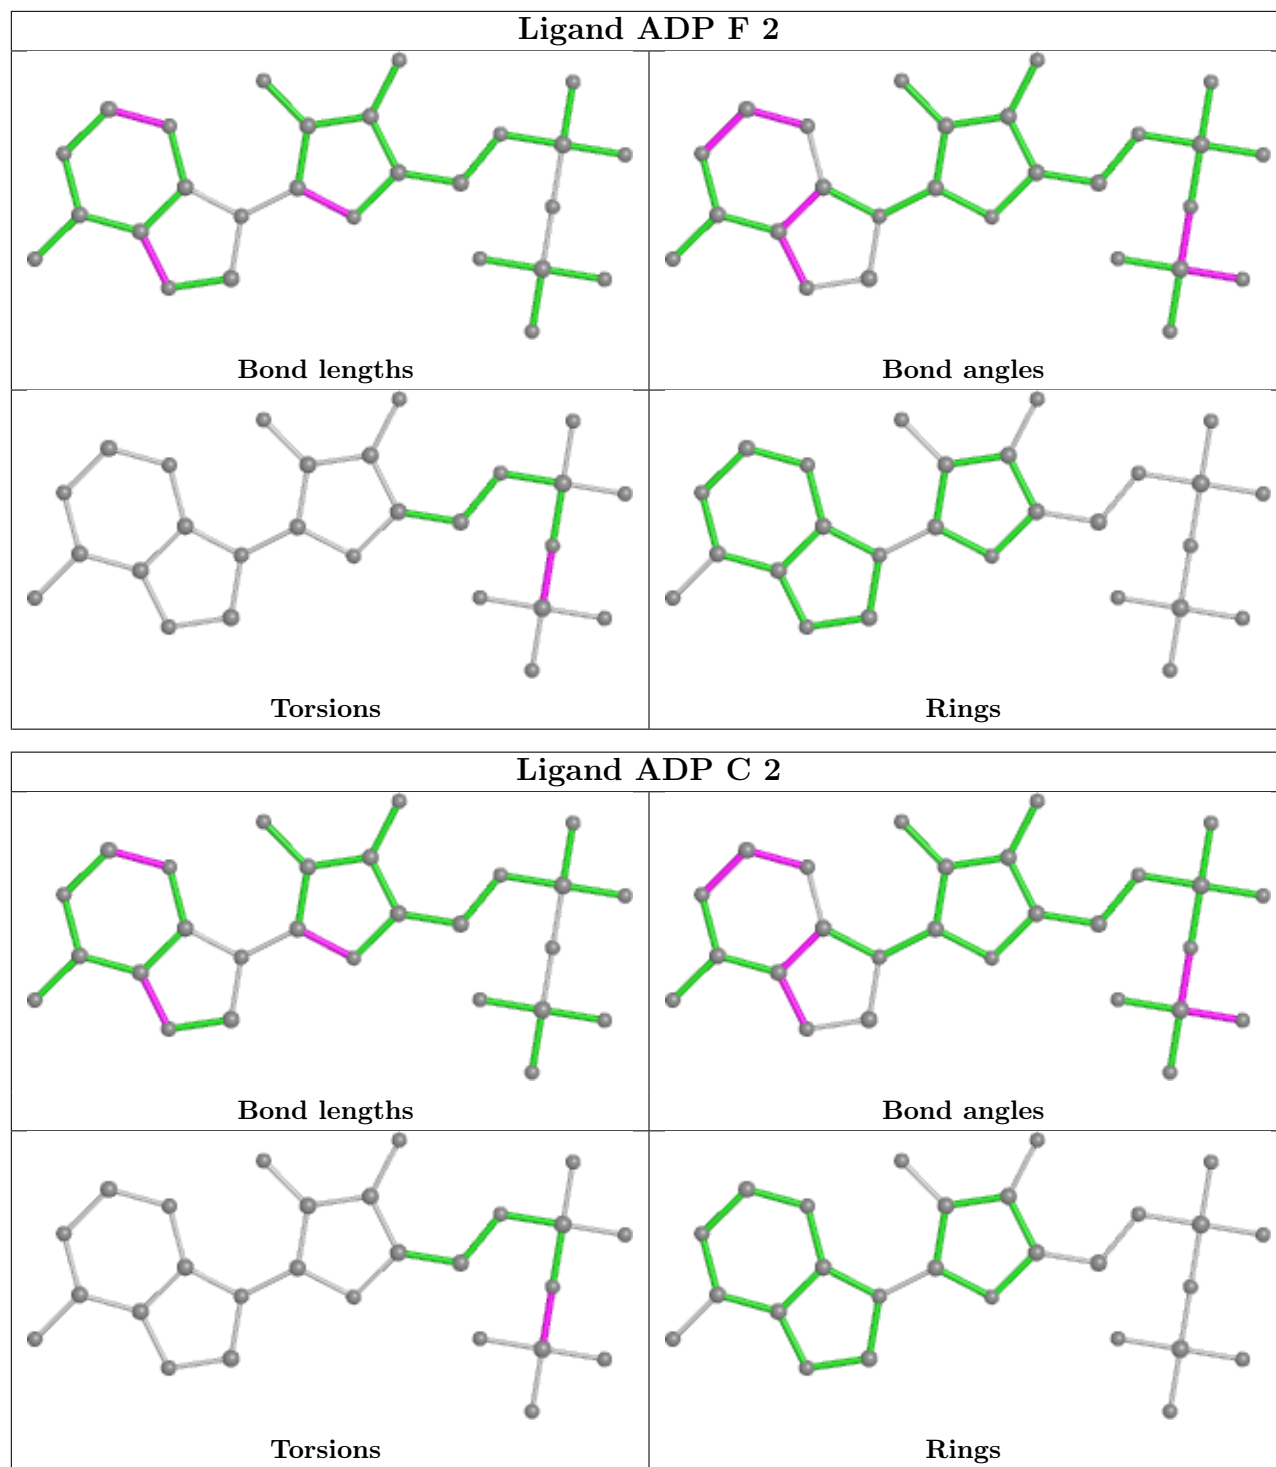 Ligand ADP F 2
Bond lengths
Bond angles
Torsions
Rings
Ligand ADP C 2
Bond lengths
Bond angles
Torsions
Rings